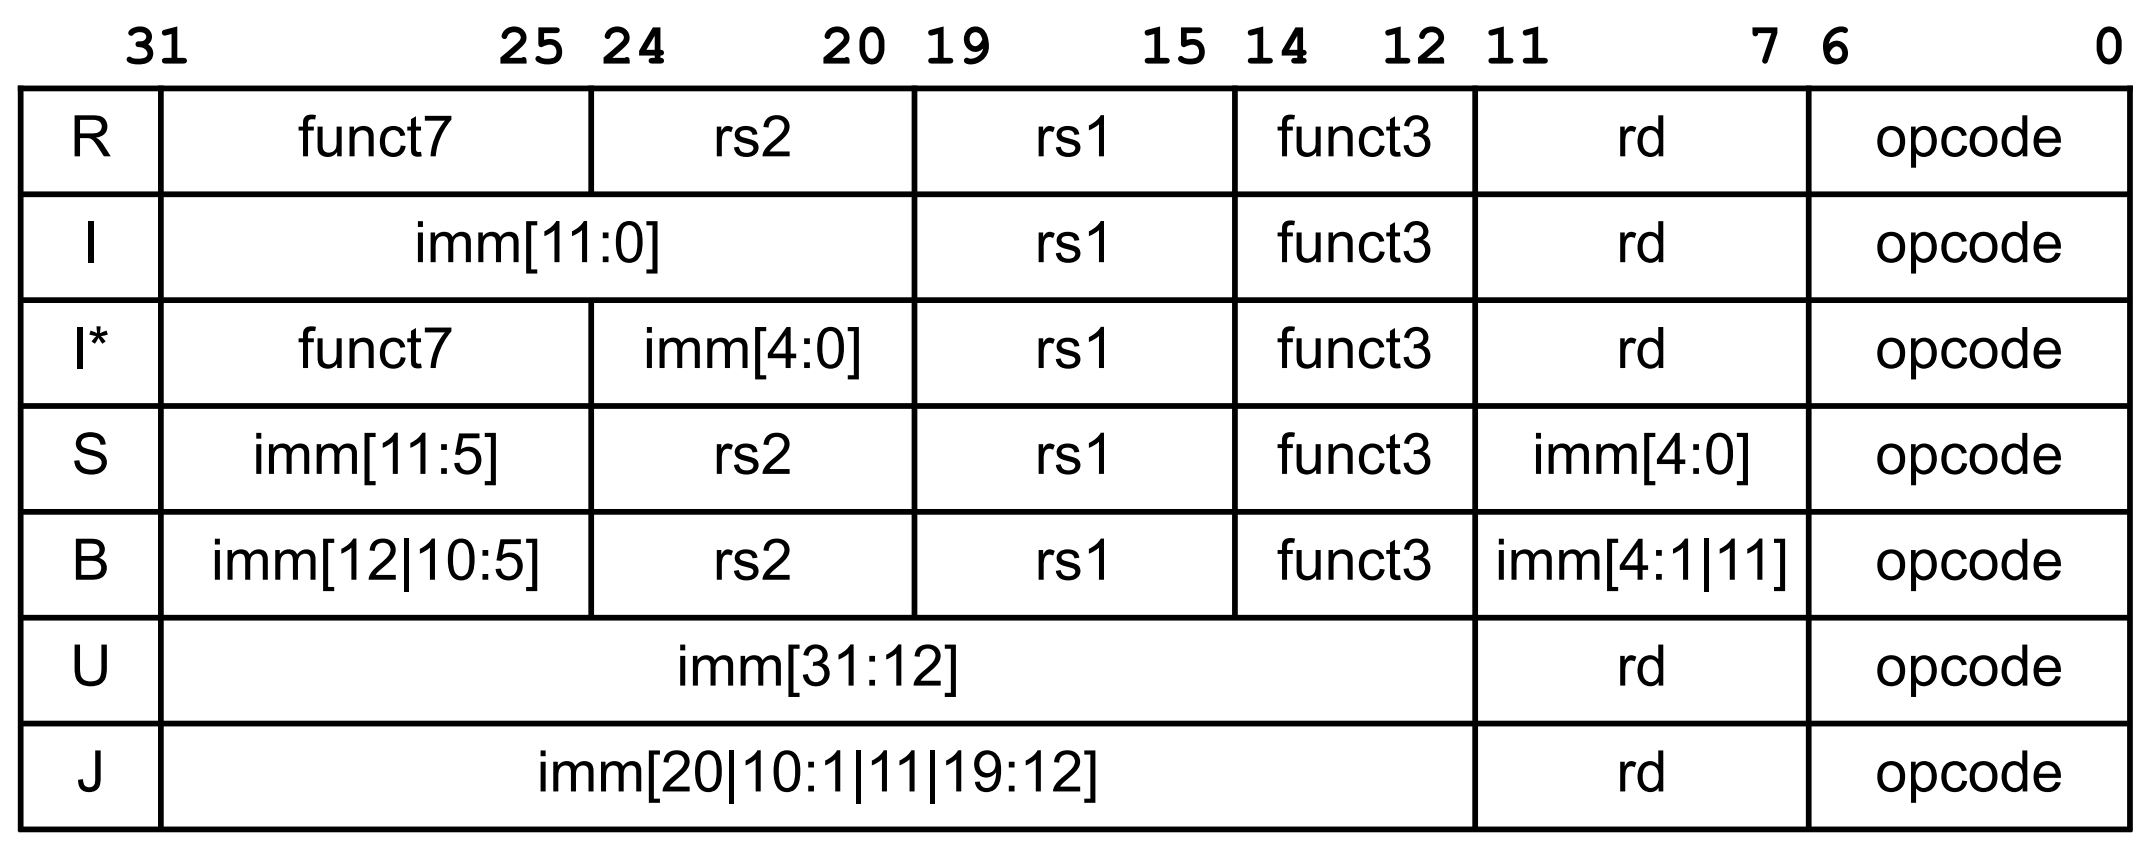 31 25 24 20 19 15 14 12 11 7 6 0
R funct7 rs2 rs1 funct3 rd opcode
I imm[11:0] rs1 funct3 rd opcode
I* funct7 imm[4:0] rs1 funct3 rd opcode
S imm[11:5] rs2 rs1 funct3 imm[4:0] opcode
B imm[12|10:5] rs2 rs1 funct3 imm[4:1|11] opcode
U imm[31:12] rd opcode
J imm[20|10:1|11|19:12] rd opcode